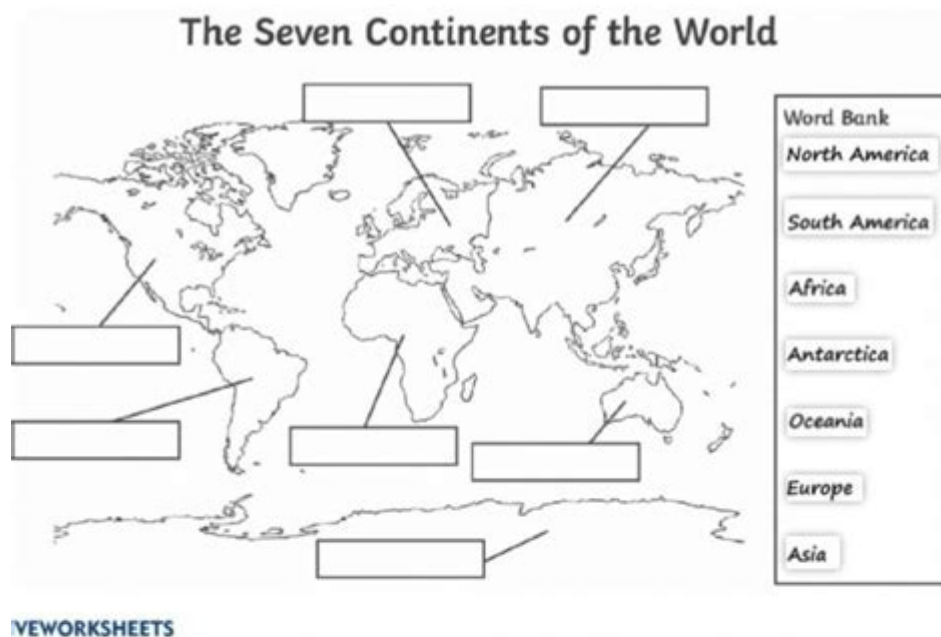 The Seven Continents of the World
Word Bank
North America
South America
Africa
Antarctica
Oceania
Europe
Asia
VEWORKSHEETS